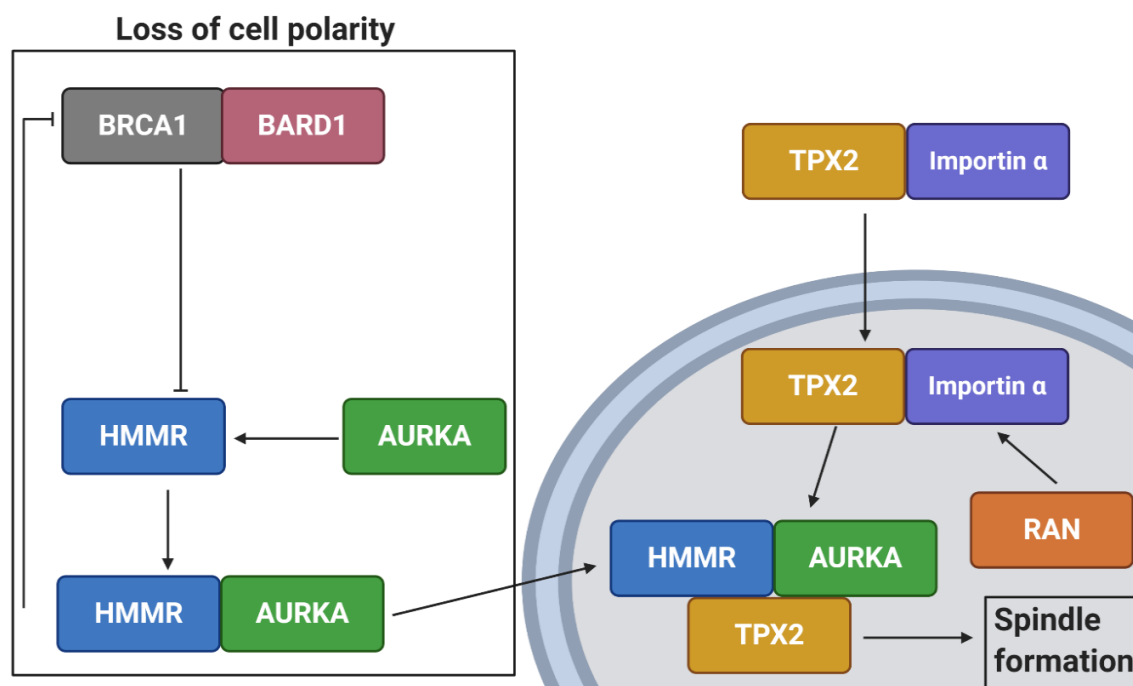 Loss of cell polarity
BRCA1
BARD1
TPX2
Importin α
TPX2
Importin α
HMMR
AURKA
RAN
HMMR
AURKA
HMMR
AURKA
TPX2
Spindle
formation